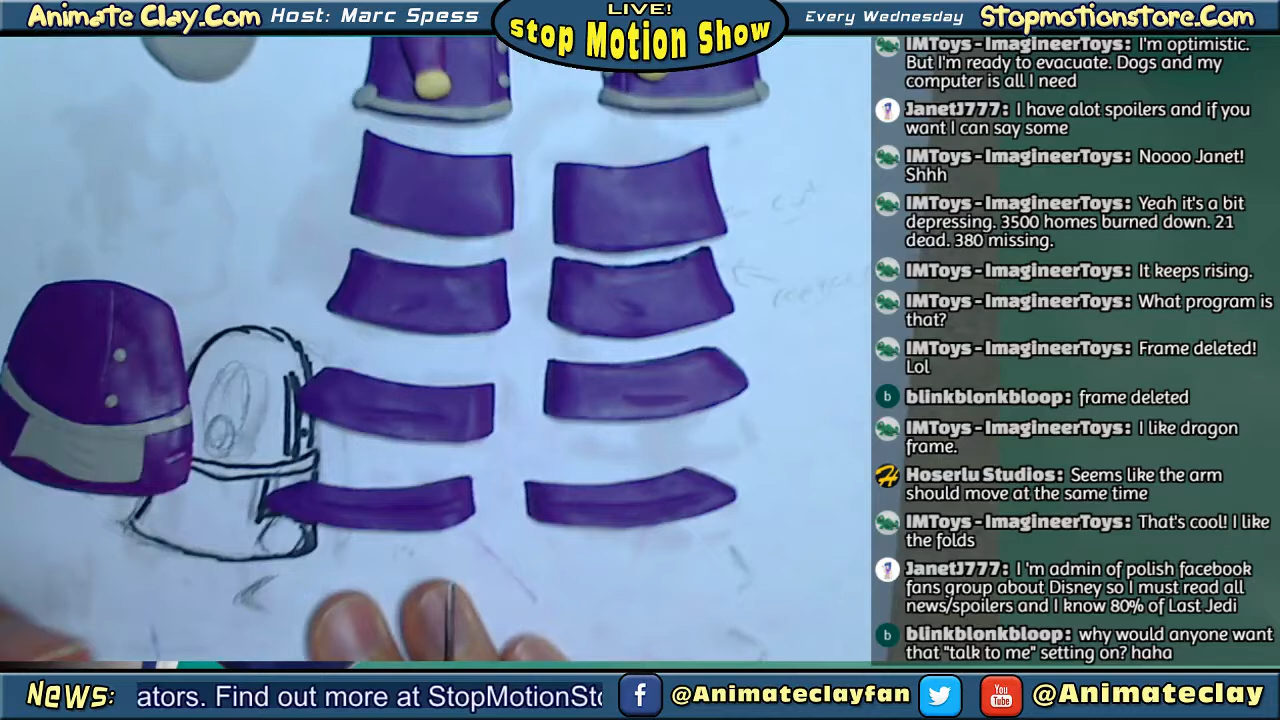 Animate Clay.Com Host: Marc Spess
LIVE!
Stop Motion Show
Every Wednesday Stopmotionstore.Com
IMToys - ImagineerToys: I'm optimistic.
But I'm ready to evacuate. Dogs and my
computer is all I need
JanetJ777: I have alot spoilers and if you
want I can say some
IMToys - ImagineerToys: Noooo Janet!
Shhh
IMToys - ImagineerToys: Yeah it's a bit
depressing. 3500 homes burned down. 21
dead. 380 missing.
IMToys - ImagineerToys: It keeps rising.
IMToys - ImagineerToys: What program is
that?
IMToys - ImagineerToys: Frame deleted!
Lol
b blinkblonkbloop: frame deleted
IMToys - ImagineerToys: I like dragon
frame.
H Hoserlu Studios: Seems like the arm
should move at the same time
IMToys - ImagineerToys: That's cool! I like
the folds
JanetJ777: I 'm admin of polish facebook
fans group about Disney so I must read all
news/spoilers and I know 80% of Last Jedi
b blinkblonkbloop: why would anyone want
that "talk to me" setting on? haha
News: ators. Find out more at StopMotionSto
f @Animateclayfan You Tube @Animateclay